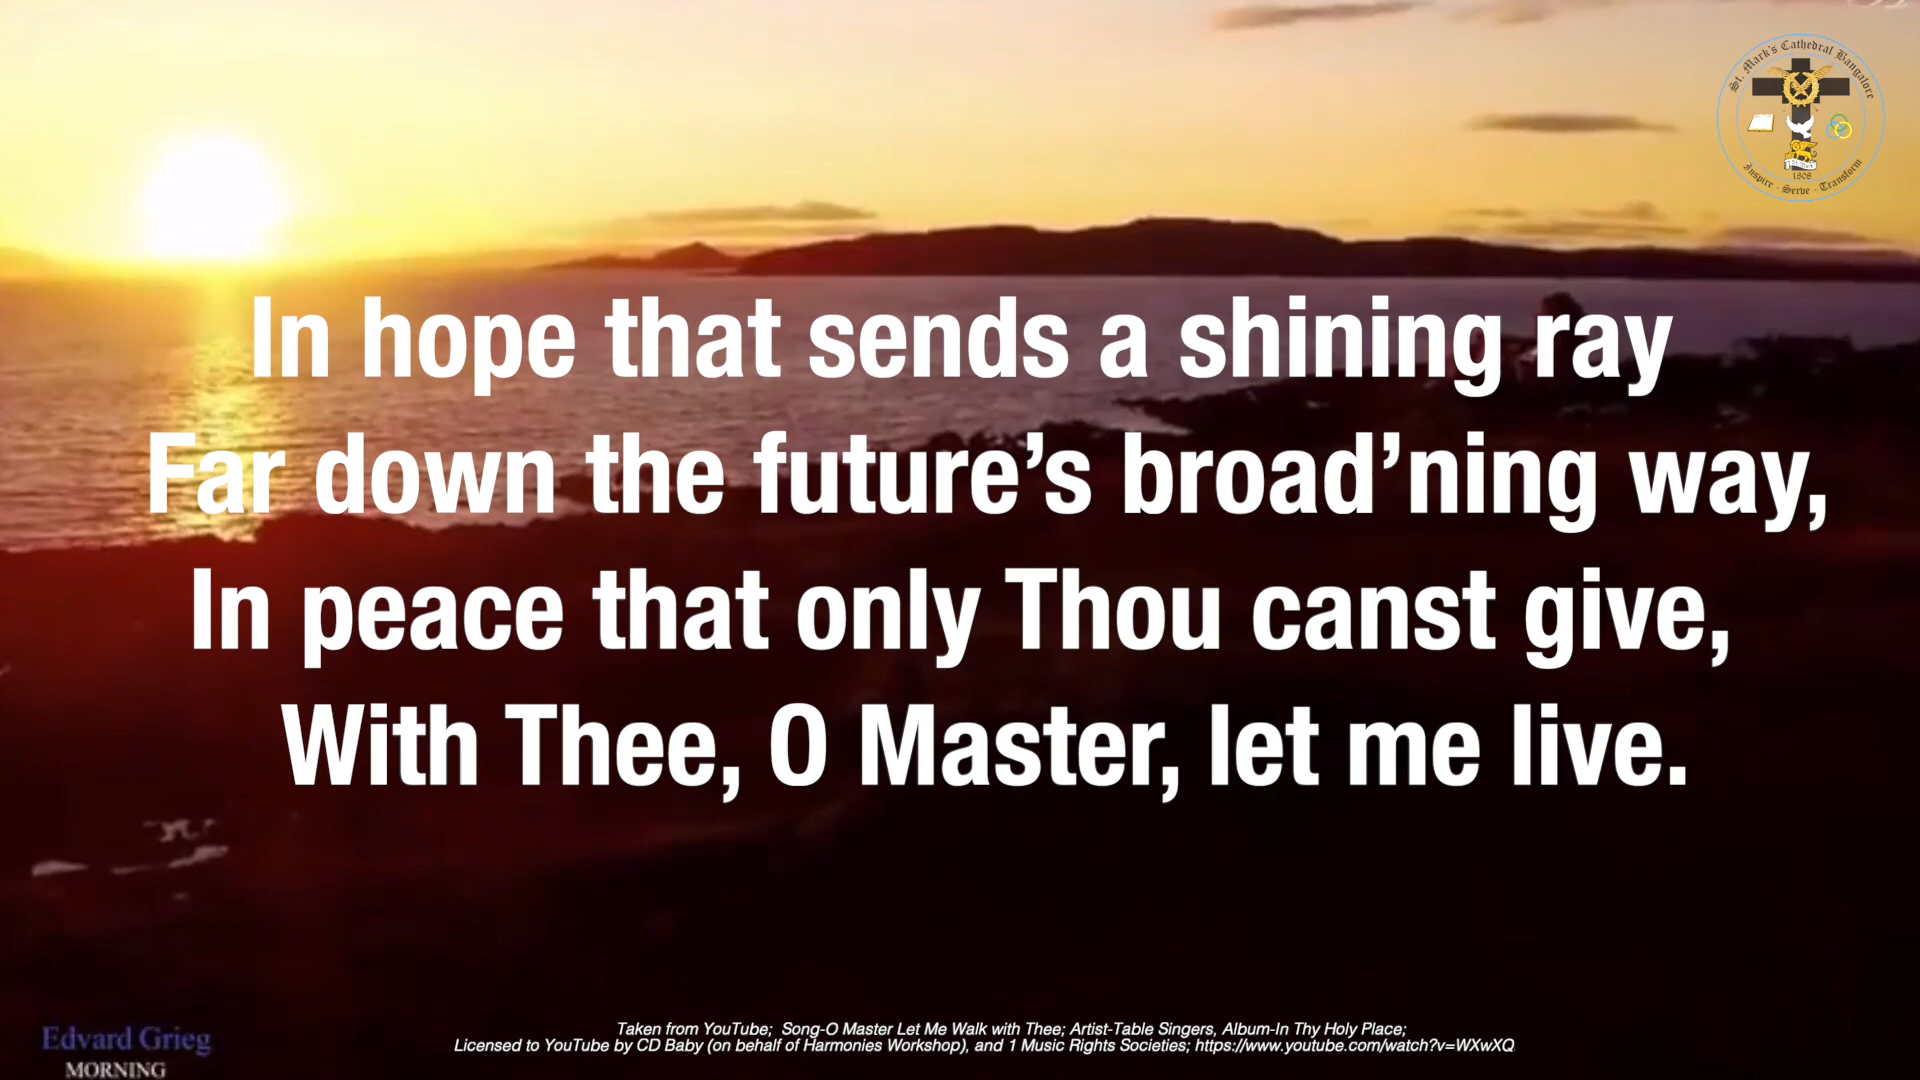 St. Mark's Cathedral Bangalore
1808
Inspire - Serve - Transform
In hope that sends a shining ray
Far down the future’s broad’ning way,
In peace that only Thou canst give,
With Thee, O Master, let me live.
Taken from YouTube;  Song-O Master Let Me Walk with Thee; Artist-Table Singers, Album-In Thy Holy Place;
Licensed to YouTube by CD Baby (on behalf of Harmonies Workshop), and 1 Music Rights Societies; https://www.youtube.com/watch?v=WXwXQ
Edvard Grieg
MORNING